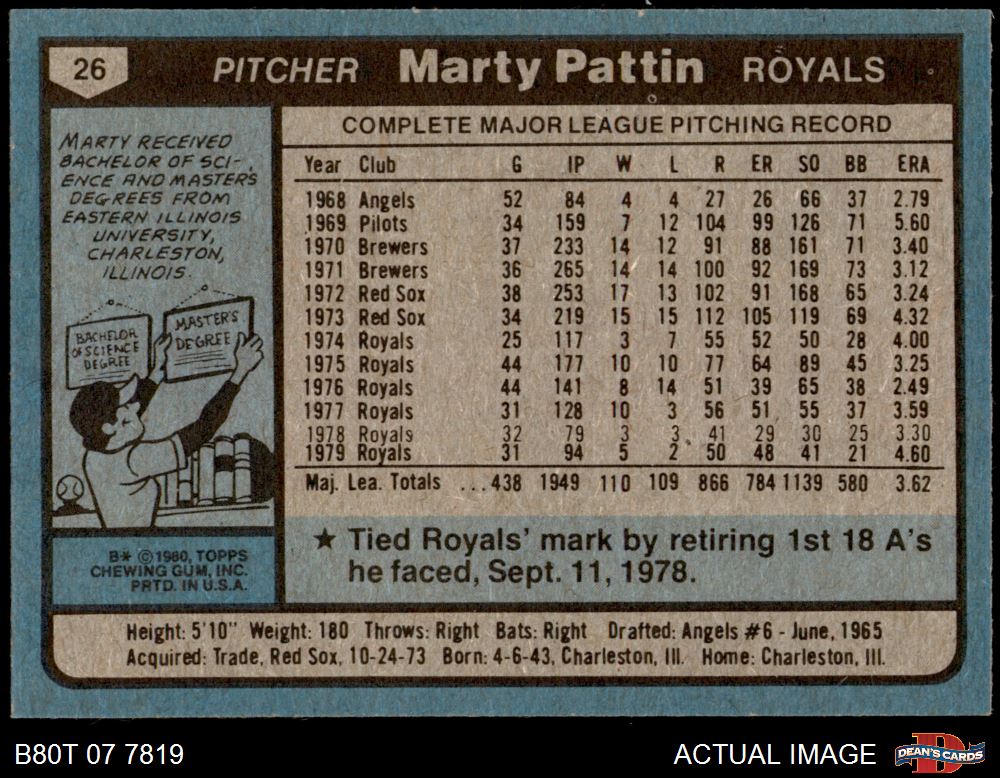 26 PITCHER Marty Pattin ROYALS
MARTY RECEIVED
BACHELOR OF SCI-
ENCE AND MASTER'S
DEGREES FROM
EASTERN ILLINOIS
UNIVERSITY,
CHARLESTON,
ILLINOIS.
BACHELOR
OF SCIENCE
DEGREE
MASTER'S
DEGREE
B* © 1980, TOPPS
CHEWING GUM, INC.
PRTD. IN U.S.A.
COMPLETE MAJOR LEAGUE PITCHING RECORD
Year Club G IP W L R ER SO BB ERA
1968 Angels 52 84 4 4 27 26 66 37 2.79
1969 Pilots 34 159 7 12 104 99 126 71 5.60
1970 Brewers 37 233 14 12 91 88 161 71 3.40
1971 Brewers 36 265 14 14 100 92 169 73 3.12
1972 Red Sox 38 253 17 13 102 91 168 65 3.24
1973 Red Sox 34 219 15 15 112 105 119 69 4.32
1974 Royals 25 117 3 7 55 52 50 28 4.00
1975 Royals 44 177 10 10 77 64 89 45 3.25
1976 Royals 44 141 8 14 51 39 65 38 2.49
1977 Royals 31 128 10 3 56 51 55 37 3.59
1978 Royals 32 79 3 3 41 29 30 25 3.30
1979 Royals 31 94 5 2 50 48 41 21 4.60
Maj. Lea. Totals ...438 1949 110 109 866 784 1139 580 3.62
★ Tied Royals' mark by retiring 1st 18 A's
he faced, Sept. 11, 1978.
Height: 5'10" Weight: 180 Throws: Right Bats: Right Drafted: Angels #6 - June, 1965
Acquired: Trade, Red Sox, 10-24-73 Born: 4-6-43, Charleston, Ill. Home: Charleston, Ill.
B80T 07 7819 ACTUAL IMAGE DEAN'S CARDS